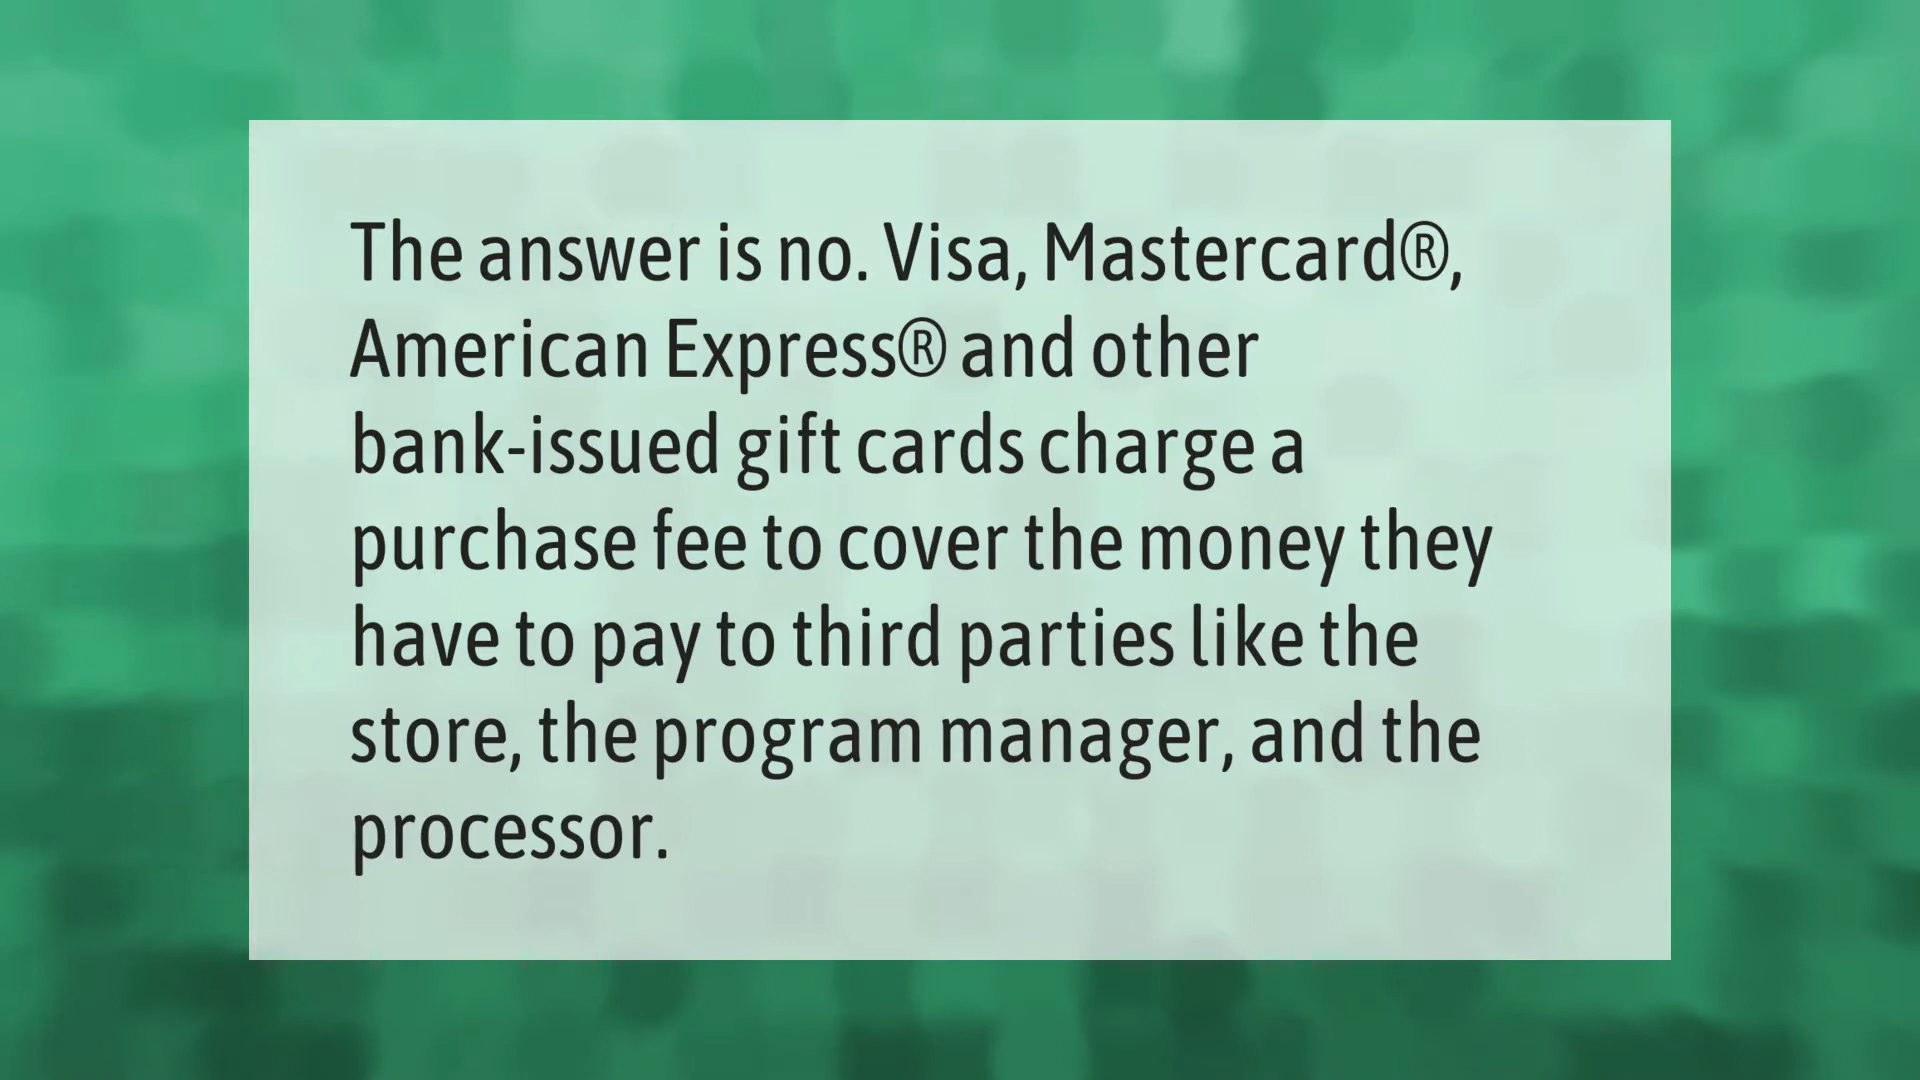 The answer is no. Visa, Mastercard®,
American Express® and other
bank-issued gift cards charge a
purchase fee to cover the money they
have to pay to third parties like the
store, the program manager, and the
processor.